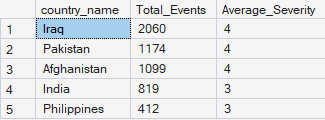 country_name Total_Events Average_Severity
1 Iraq 2060 4
2 Pakistan 1174 4
3 Afghanistan 1099 4
4 India 819 3
5 Philippines 412 3